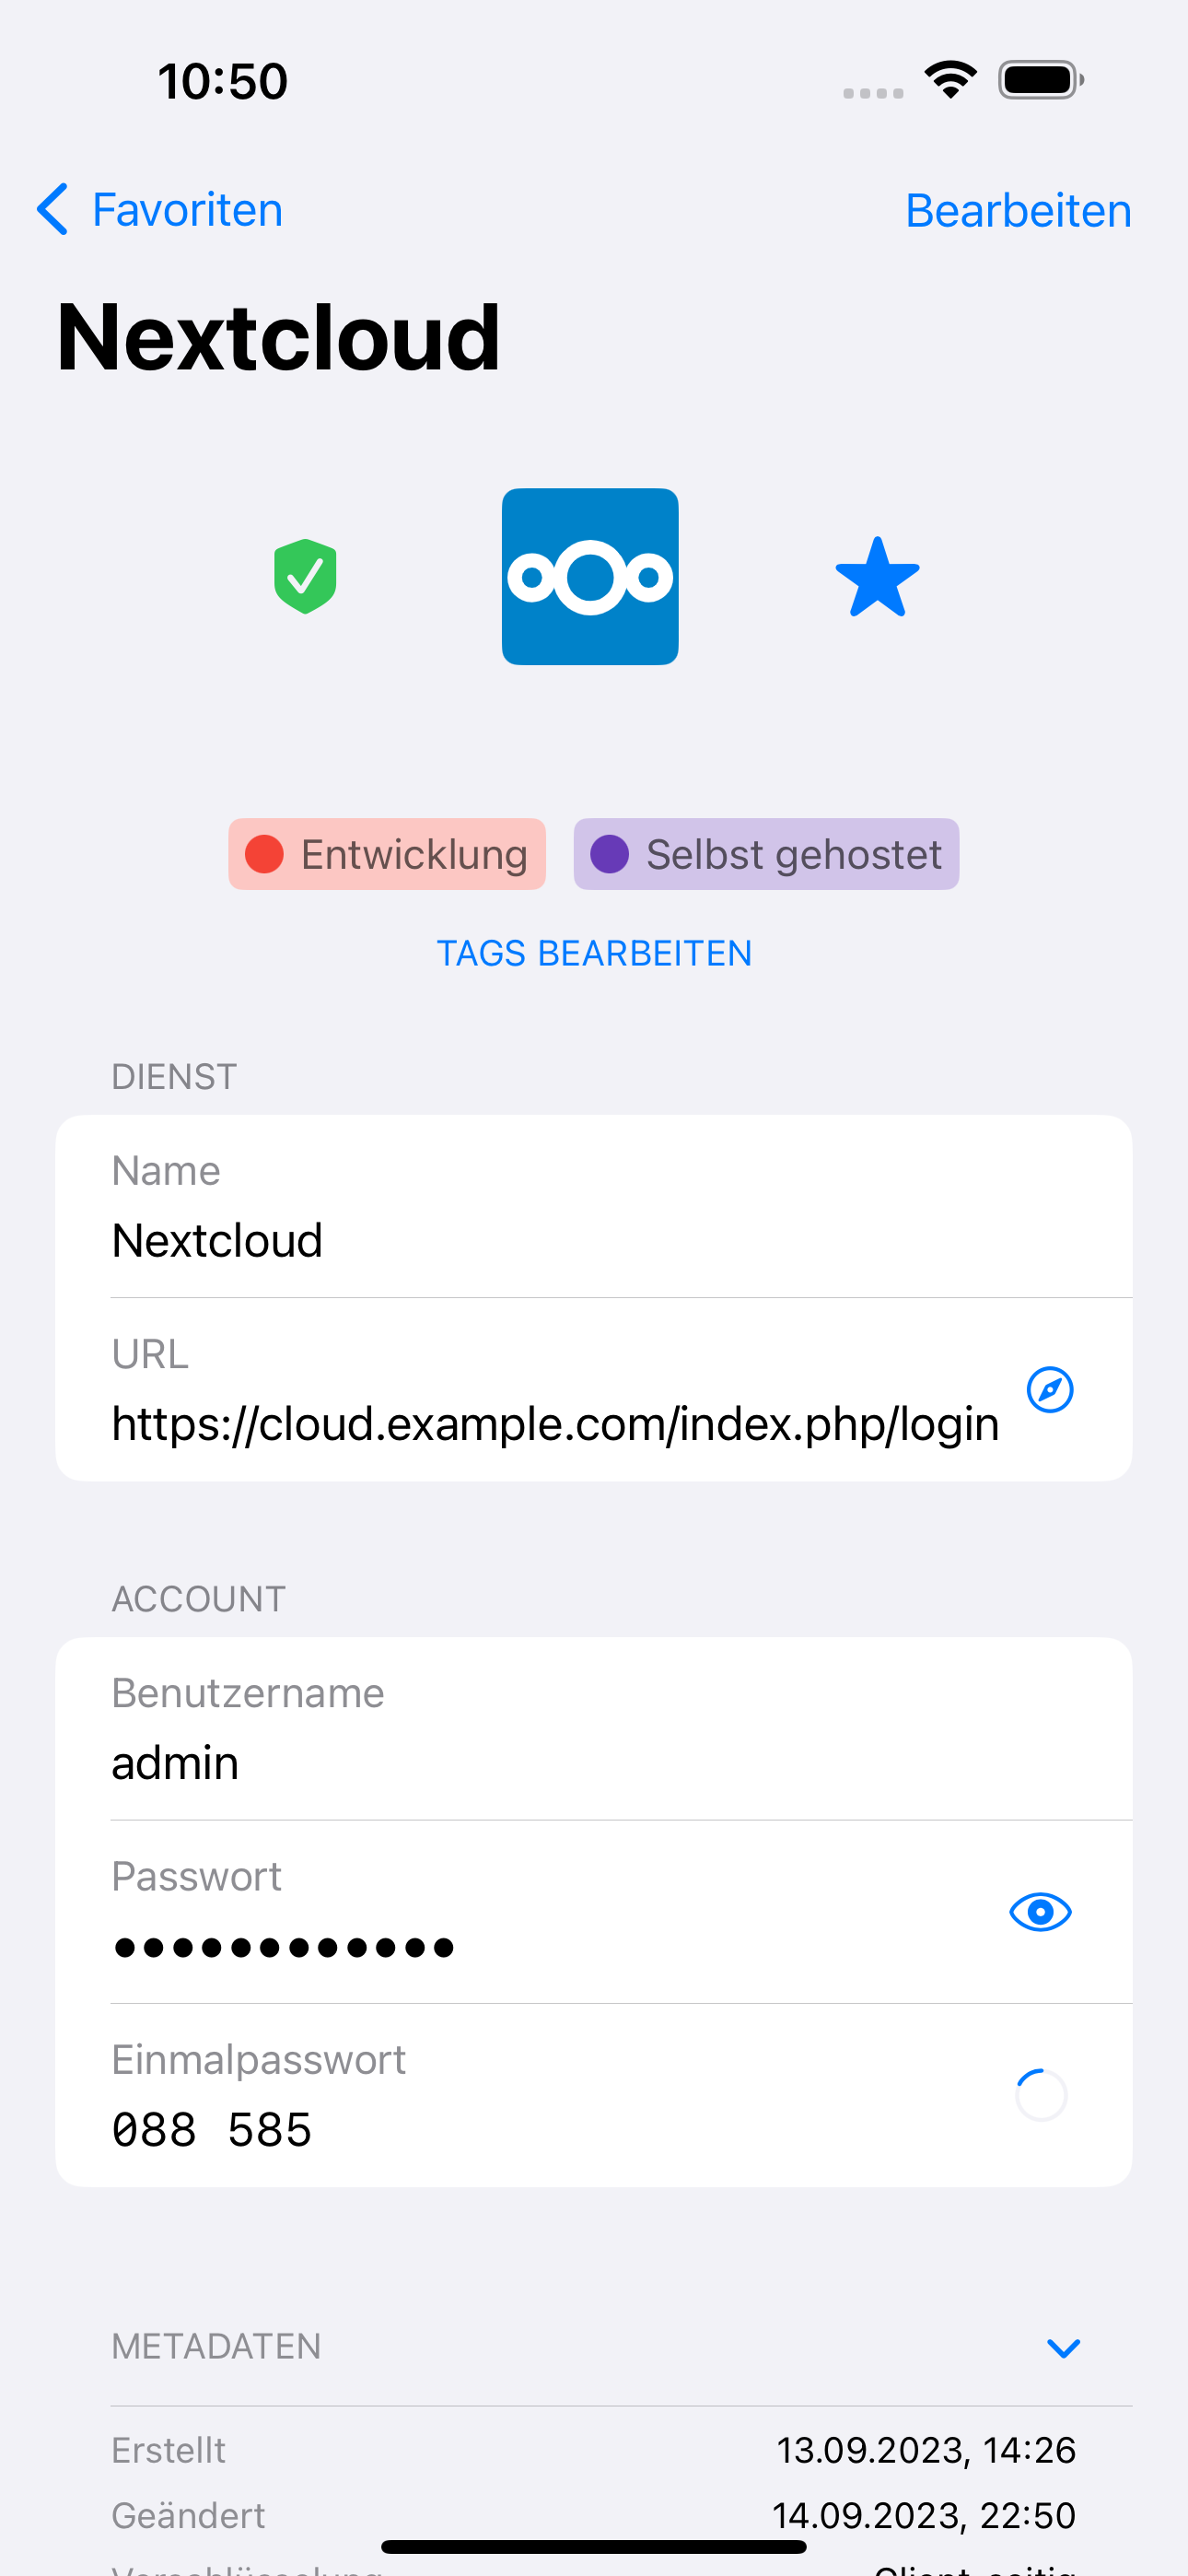 10:50
Favoriten
Bearbeiten
Nextcloud
Entwicklung
Selbst gehostet
TAGS BEARBEITEN
DIENST
Name
Nextcloud
URL
https://cloud.example.com/index.php/login
ACCOUNT
Benutzername
admin
Passwort
••••••••••••
Einmalpasswort
088 585
METADATEN
Erstellt 13.09.2023, 14:26
Geändert 14.09.2023, 22:50